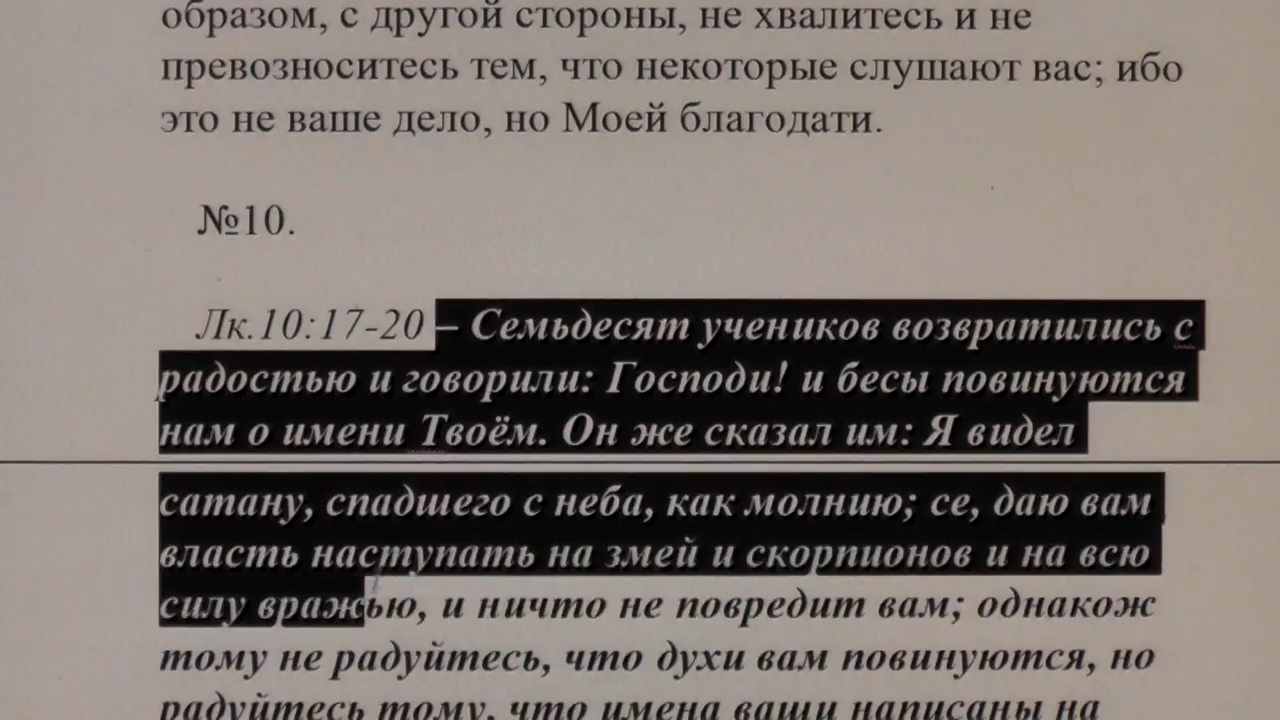 образом, с другой стороны, не хвалитесь и не
превозноситесь тем, что некоторые слушают вас; ибо
это не ваше дело, но Моей благодати.
№10.
Лк.10:17-20 – Семьдесят учеников возвратились с
радостью и говорили: Господи! и бесы повинуются
нам о имени Твоём. Он же сказал им: Я видел
сатану, спадшего с неба, как молнию; се, даю вам
власть наступать на змей и скорпионов и на всю
силу вражью, и ничто не повредит вам; однакож
тому не радуйтесь, что духи вам повинуются, но
радуйтесь тому, что имена ваши написаны на